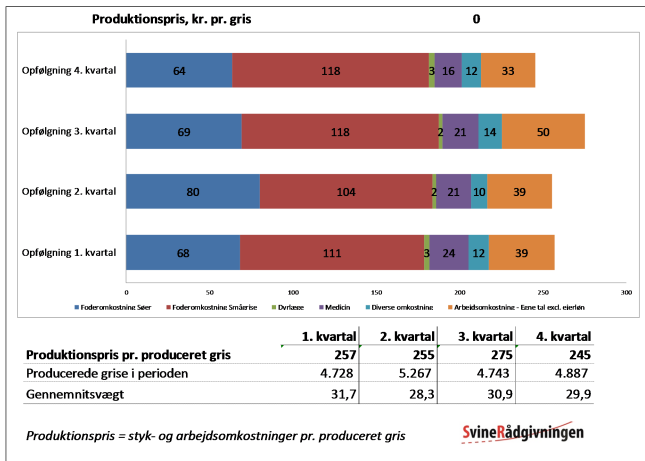 Produktionspris, kr. pr. gris 0
Opfølgning 4. kvartal 64 118 3 16 12 33
Opfølgning 3. kvartal 69 118 2 21 14 50
Opfølgning 2. kvartal 80 104 2 21 10 39
Opfølgning 1. kvartal 68 111 3 24 12 39
0 50 100 150 200 250 300
Foderomkostning Søer Foderomkostning Smågrise Dyrlæge Medicin Diverse omkostning Arbejdsomkostning - Egne tal excl. ejerløn
1. kvartal 2. kvartal 3. kvartal 4. kvartal
Produktionspris pr. produceret gris 257 255 275 245
Producerede grise i perioden 4.728 5.267 4.743 4.887
Gennemnitsvægt 31,7 28,3 30,9 29,9
Produktionspris = styk- og arbejdsomkostninger pr. produceret gris
SvineRådgivningen